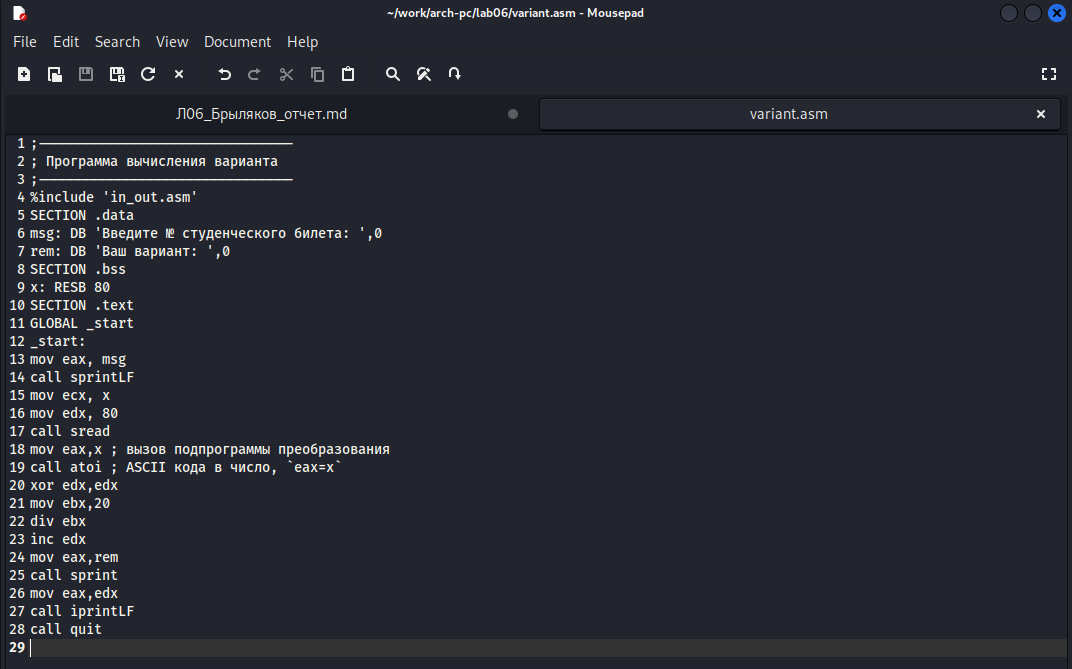 ~/work/arch-pc/lab06/variant.asm - Mousepad
File Edit Search View Document Help
Л06_Брыляков_отчет.md
variant.asm
1 ;--------------------------------
2 ; Программа вычисления варианта
3 ;--------------------------------
4 %include 'in_out.asm'
5 SECTION .data
6 msg: DB 'Введите № студенческого билета: ',0
7 rem: DB 'Ваш вариант: ',0
8 SECTION .bss
9 x: RESB 80
10 SECTION .text
11 GLOBAL _start
12 _start:
13 mov eax, msg
14 call sprintLF
15 mov ecx, x
16 mov edx, 80
17 call sread
18 mov eax,x ; вызов подпрограммы преобразования
19 call atoi ; ASCII кода в число, `eax=x`
20 xor edx,edx
21 mov ebx,20
22 div ebx
23 inc edx
24 mov eax,rem
25 call sprint
26 mov eax,edx
27 call iprintLF
28 call quit
29